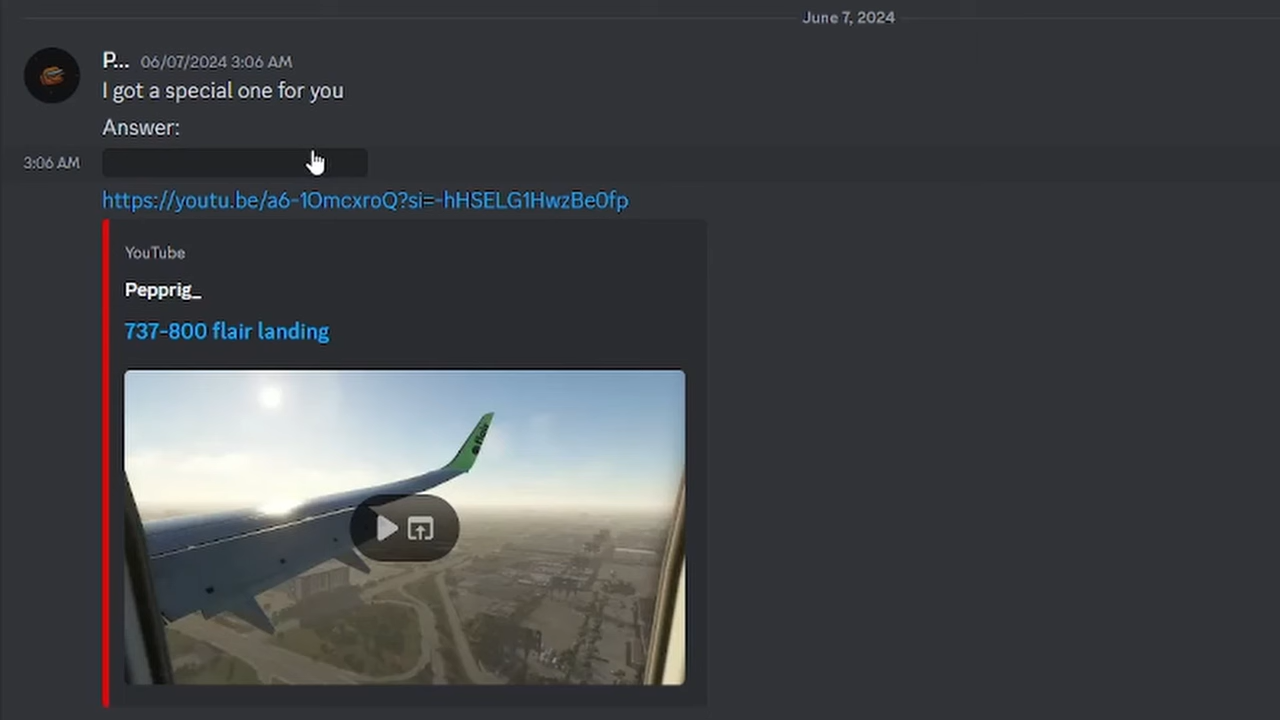 June 7, 2024
P... 06/07/2024 3:06 AM
I got a special one for you
Answer:
3:06 AM
https://youtu.be/a6-1OmcxroQ?si=-hHSELG1HwzBe0fp
YouTube
Pepprig_
737-800 flair landing
flair